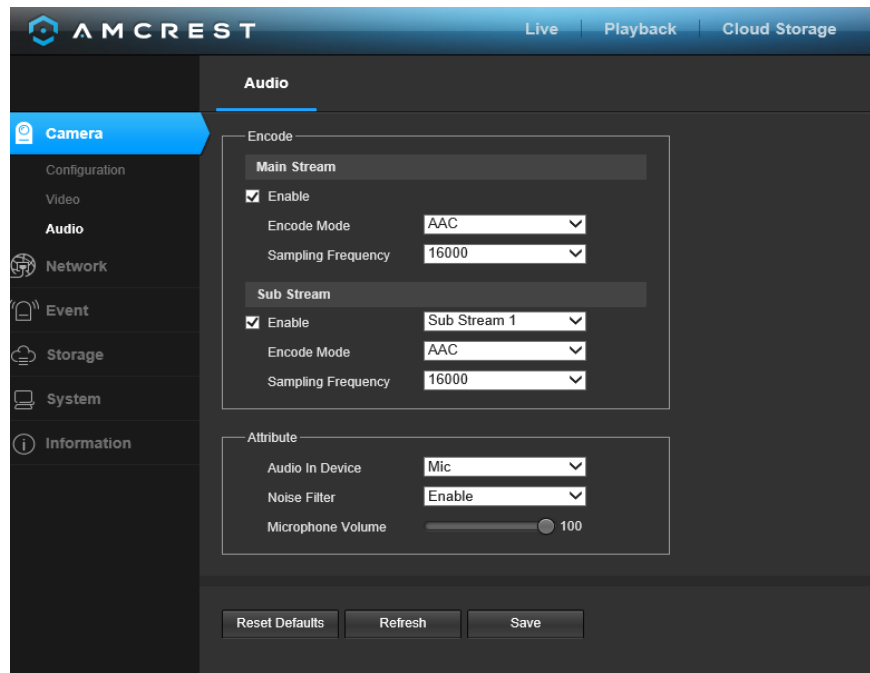 AMCREST
Live Playback Cloud Storage
Audio
Camera
Configuration
Video
Audio
Network
Event
Storage
System
Information
Encode
Main Stream
Enable
Encode Mode AAC
Sampling Frequency 16000
Sub Stream
Enable Sub Stream 1
Encode Mode AAC
Sampling Frequency 16000
Attribute
Audio In Device Mic
Noise Filter Enable
Microphone Volume 100
Reset Defaults Refresh Save